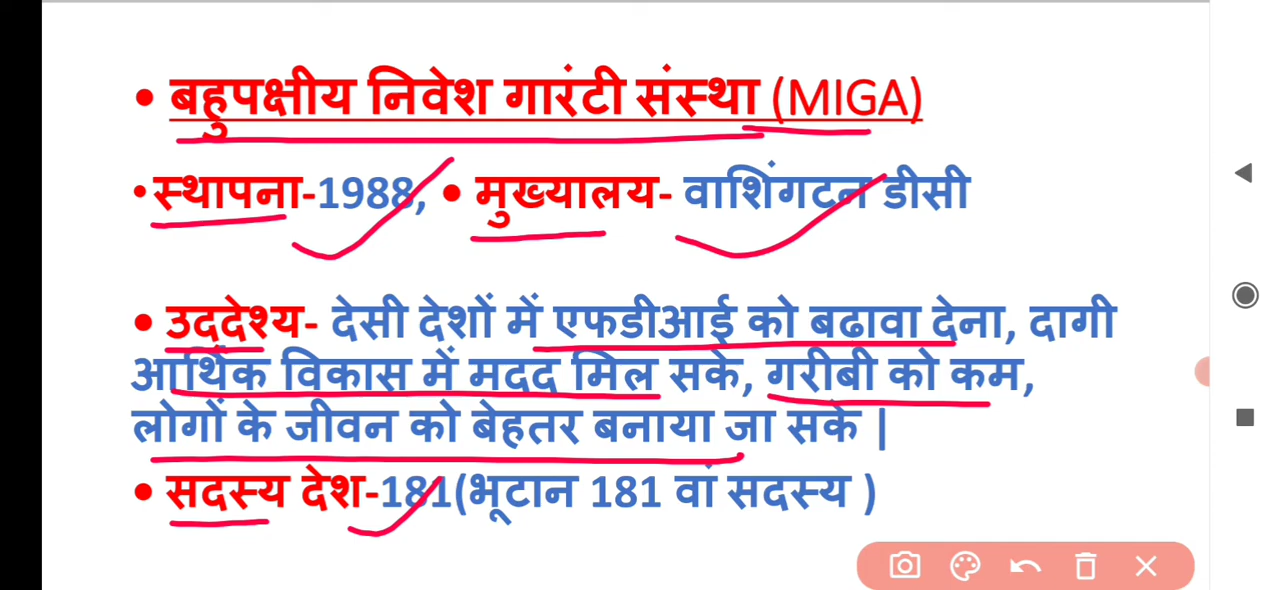 • बहुपक्षीय निवेश गारंटी संस्था (MIGA)
• स्थापना-1988, • मुख्यालय- वाशिंगटन डीसी
• उददेश्य- देसी देशों में एफडीआई को बढावा देना, दागी
आर्थिक विकास में मदद मिल सके, गरीबी को कम,
लोगों के जीवन को बेहतर बनाया जा सके |
• सदस्य देश-181(भूटान 181 वां सदस्य )